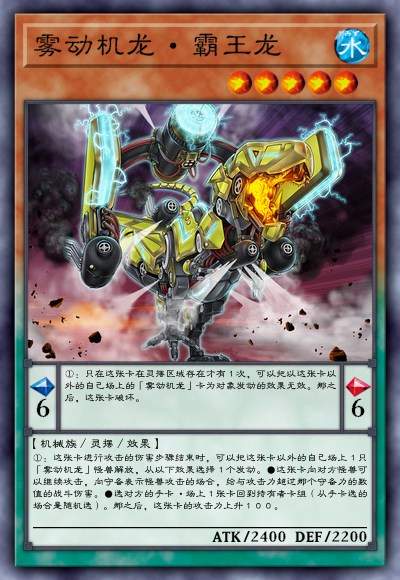 雾动机龙・霸王龙
水
①：只在这张卡在灵摆区域存在才有1次，可以把以这张卡以
外的自己场上的「雾动机龙」卡为对象发动的效果无效。那之
后，这张卡破坏。
6
6
【机械族／灵摆／效果】
①：这张卡进行攻击的伤害步骤结束时，可以把这张卡以外的自己场上1只
「雾动机龙」怪兽解放，从以下效果选择1个发动。●这张卡向对方怪兽可
以继续攻击，向守备表示怪兽攻击的场合，给与攻击力超过那个守备力的数
值的战斗伤害。●选对方的手卡・场上1张卡回到持有者卡组（从手卡选的
场合是随机选）。那之后，这张卡的攻击力上升１００。
ATK/2400 DEF/2200